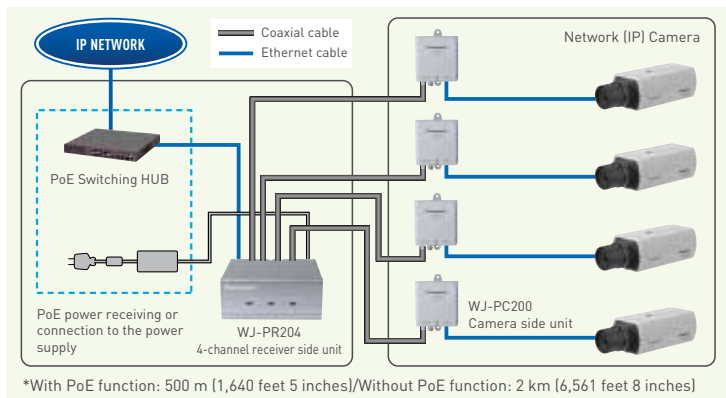 IP NETWORK
Coaxial cable
Ethernet cable
Network (IP) Camera
PoE Switching HUB
PoE power receiving or
connection to the power
supply
WJ-PR204
4-channel receiver side unit
WJ-PC200
Camera side unit
*With PoE function: 500 m (1,640 feet 5 inches)/Without PoE function: 2 km (6,561 feet 8 inches)